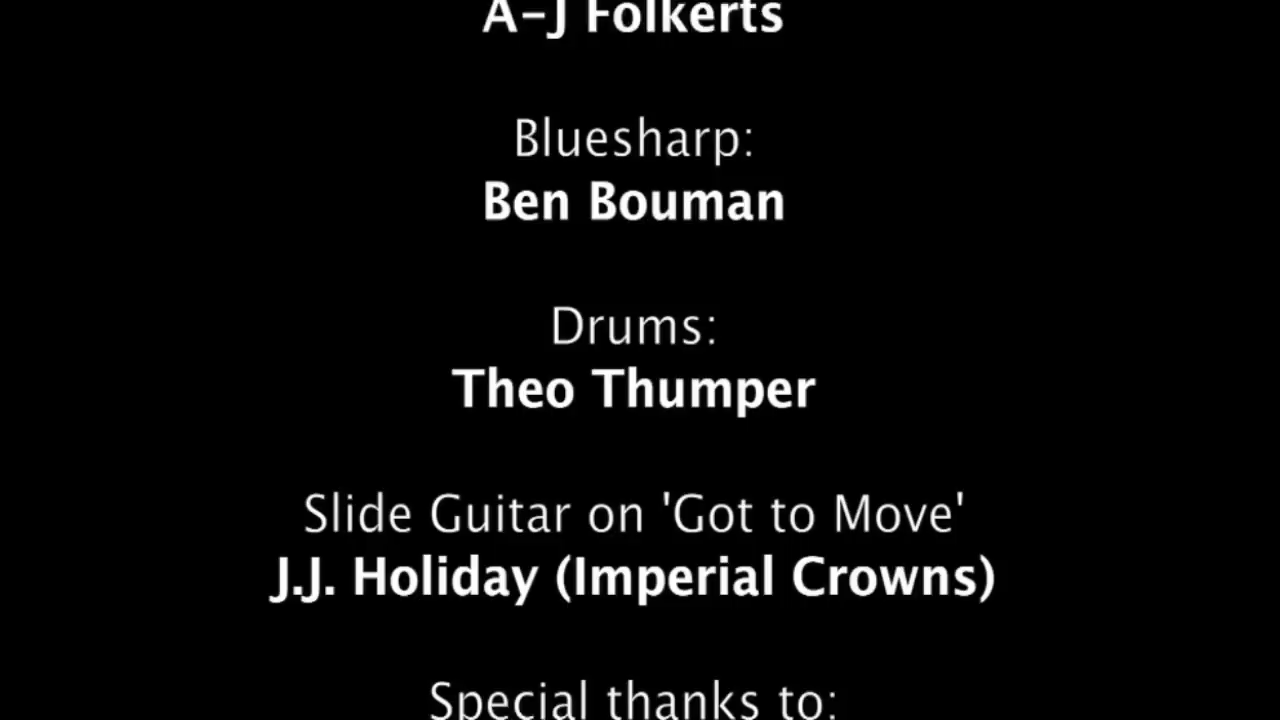 A-J Folkerts
Bluesharp:
Ben Bouman
Drums:
Theo Thumper
Slide Guitar on 'Got to Move'
J.J. Holiday (Imperial Crowns)
Special thanks to: